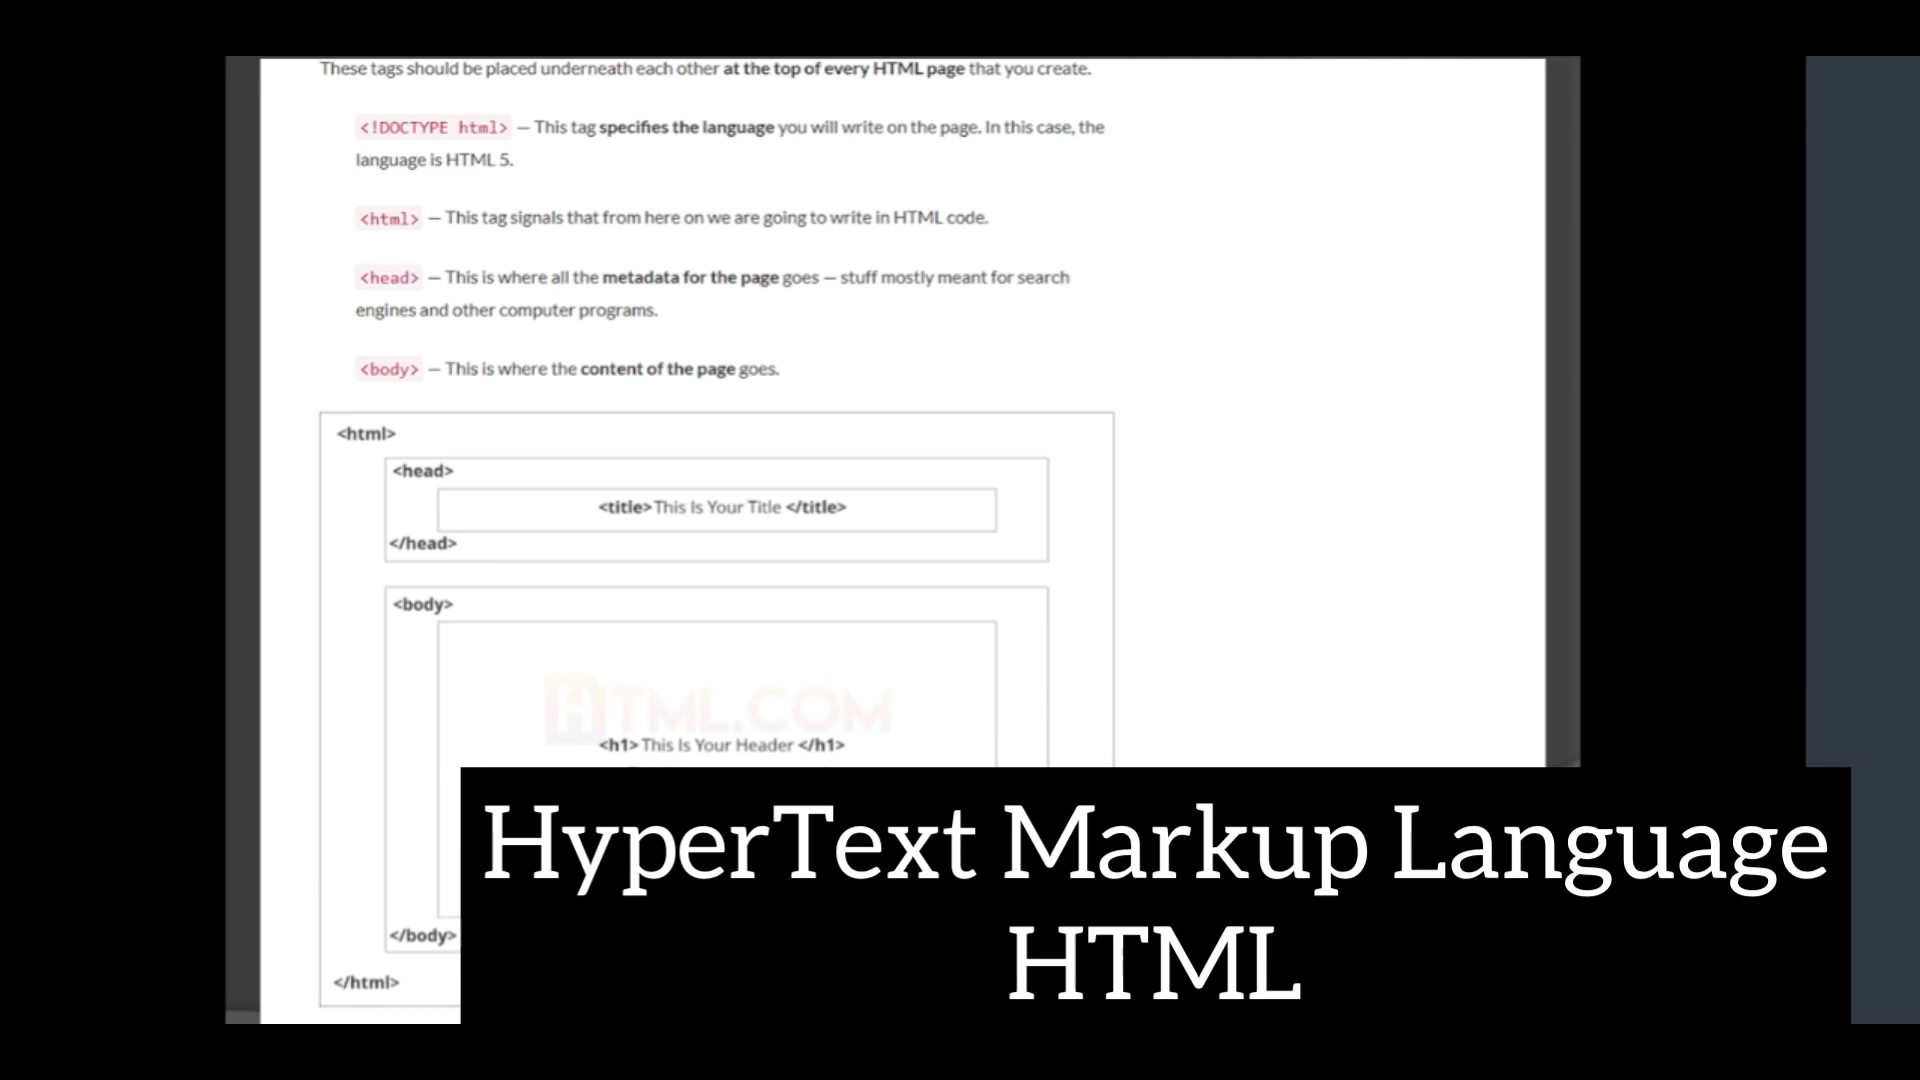 These tags should be placed underneath each other at the top of every HTML page that you create.
<!DOCTYPE html> — This tag specifies the language you will write on the page. In this case, the
language is HTML 5.
<html> — This tag signals that from here on we are going to write in HTML code.
<head> — This is where all the metadata for the page goes — stuff mostly meant for search
engines and other computer programs.
<body> — This is where the content of the page goes.
<html>
<head>
<title>This Is Your Title </title>
</head>
<body>
HTML.COM
<h1>This Is Your Header </h1>
</body>
</html>
HyperText Markup Language
HTML